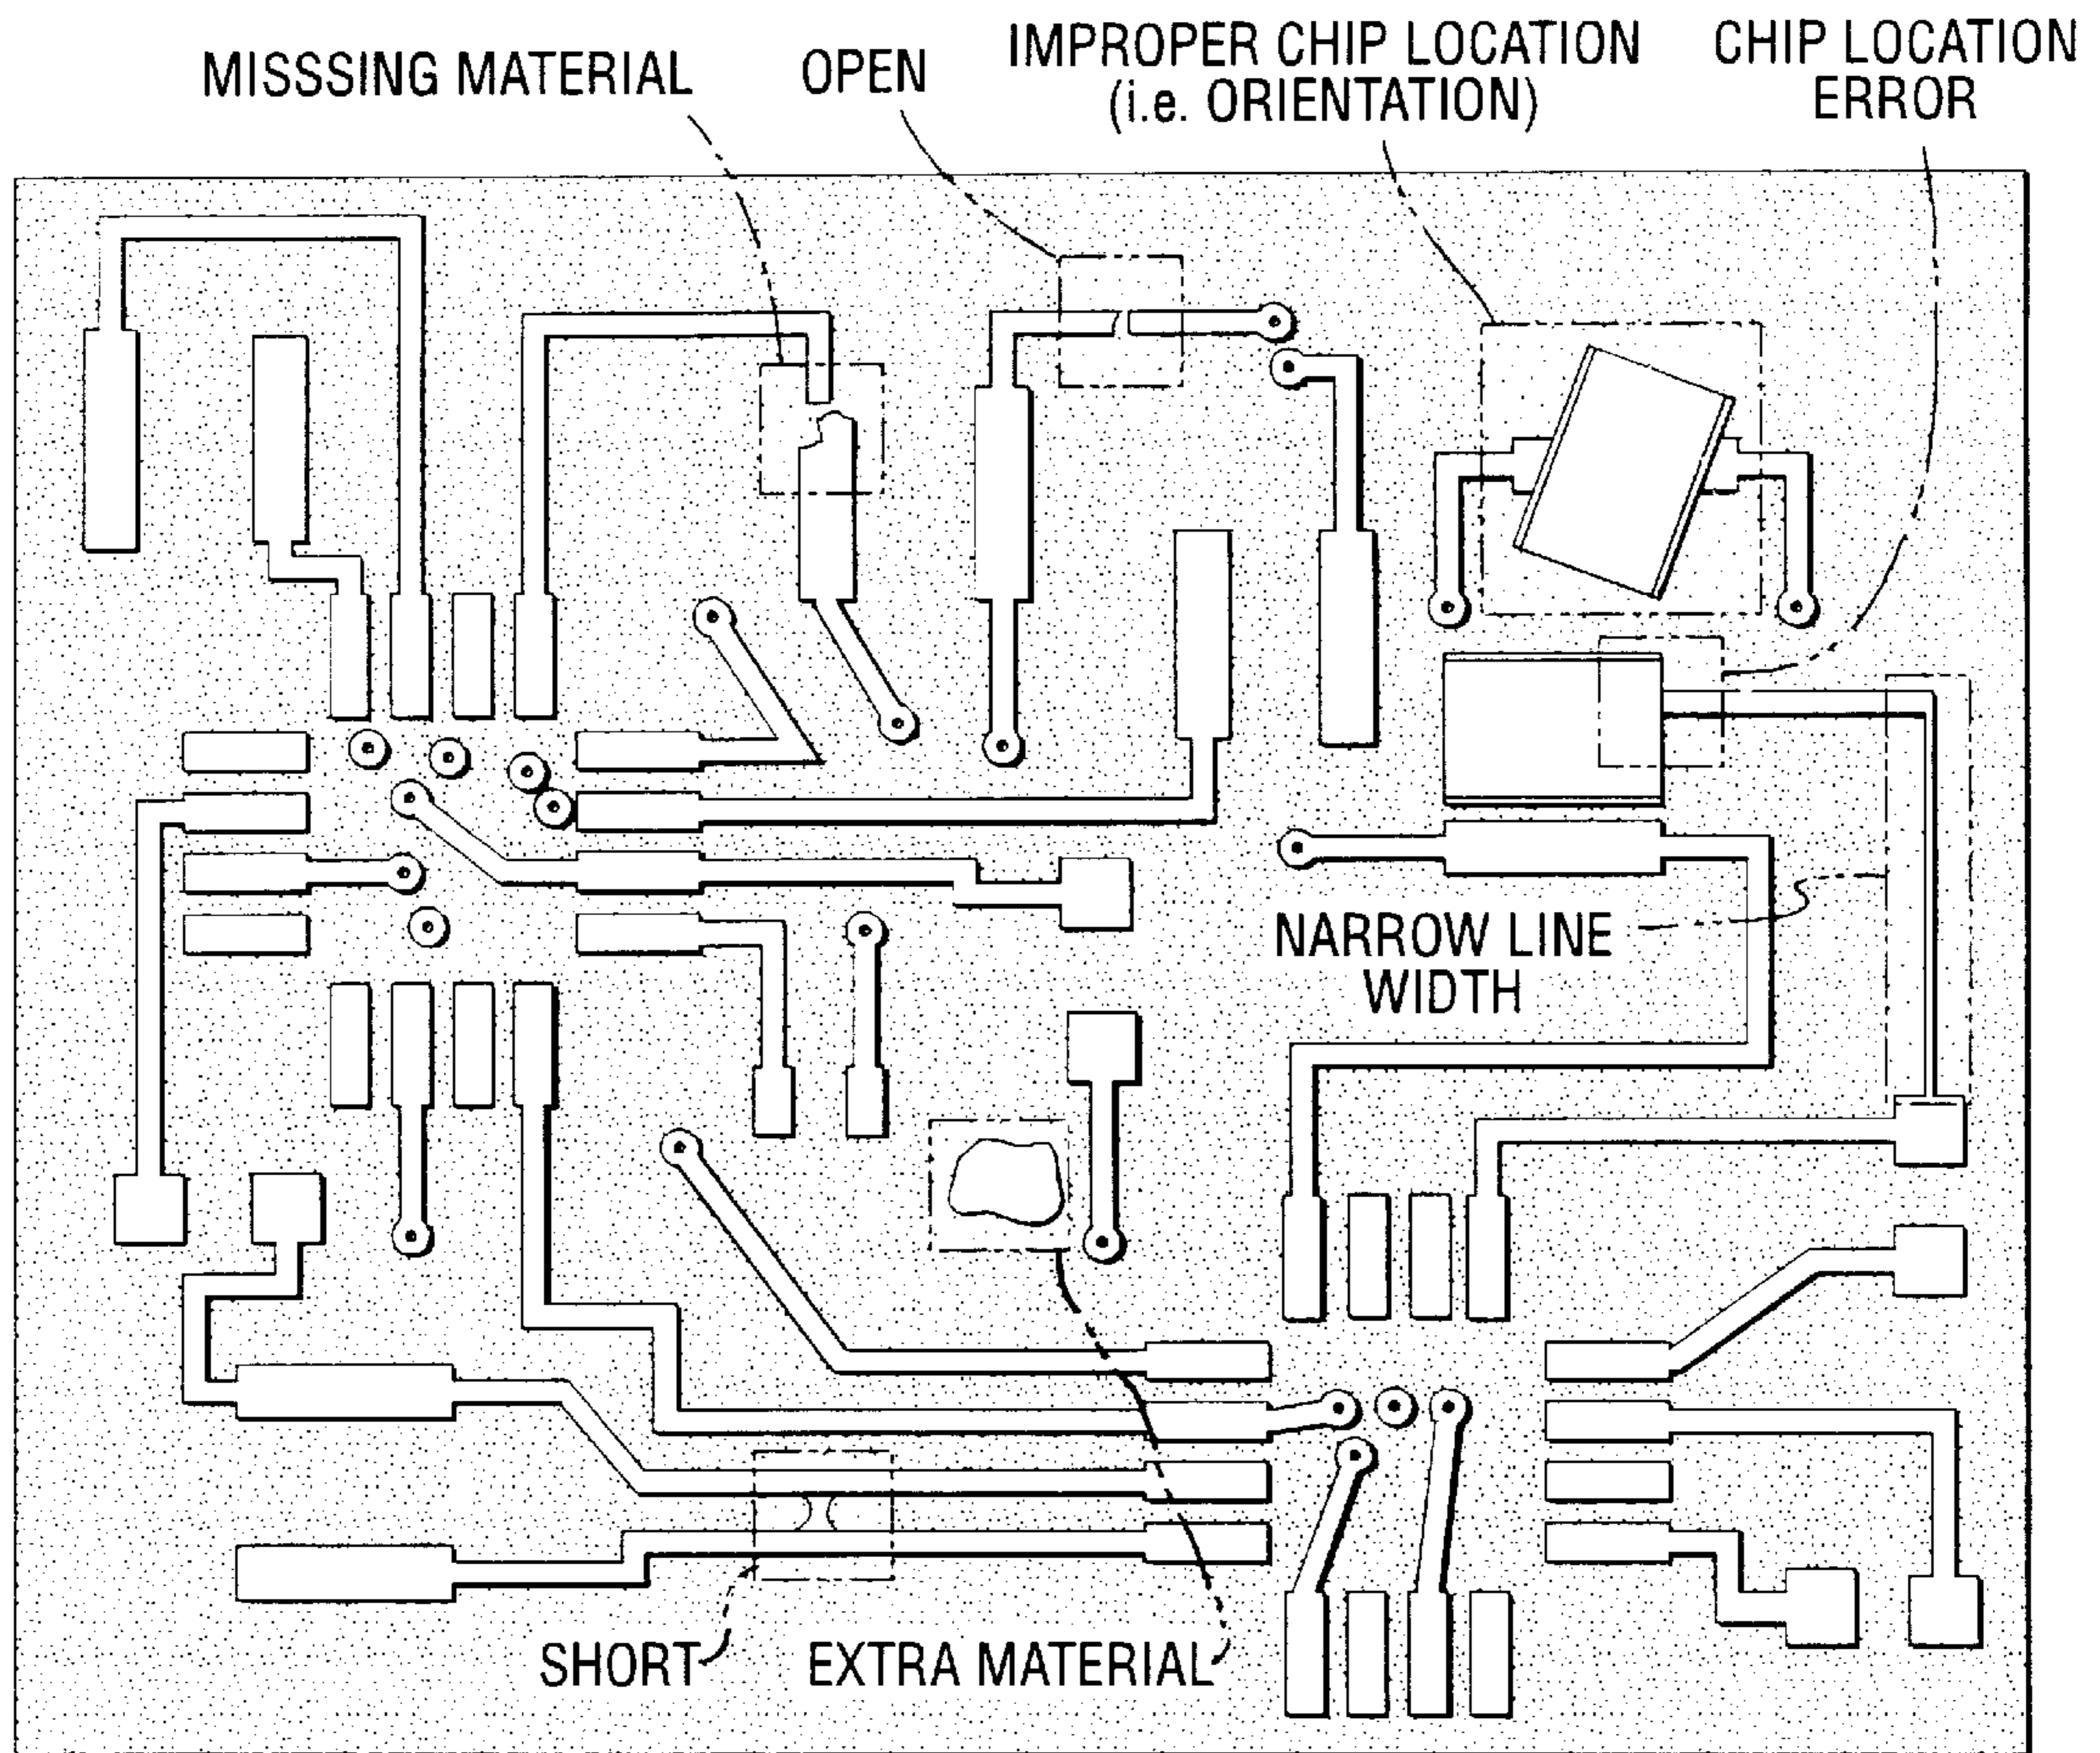 MISSSING MATERIAL
OPEN
IMPROPER CHIP LOCATION
(i.e. ORIENTATION)
CHIP LOCATION
ERROR
NARROW LINE
WIDTH
SHORT
EXTRA MATERIAL